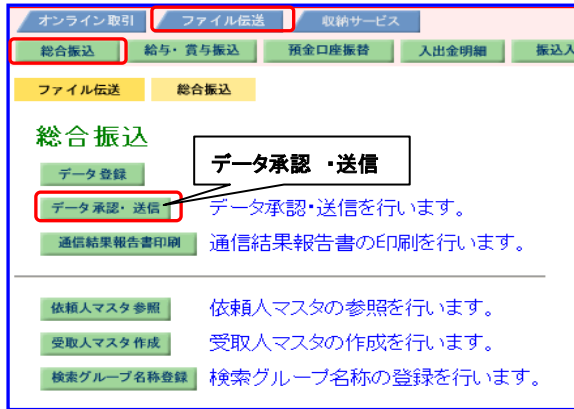 オンライン取引 ファイル伝送 収納サービス
総合振込 給与・賞与振込 預金口座振替 入出金明細 振込入
ファイル伝送 総合振込
総合振込
データ承認 ・送信
データ登録
データ承認・送信 データ承認・送信を行います。
通信結果報告書印刷 通信結果報告書の印刷を行います。
依頼人マスタ参照 依頼人マスタの参照を行います。
受取人マスタ作成 受取人マスタの作成を行います。
検索グループ名称登録 検索グループ名称の登録を行います。